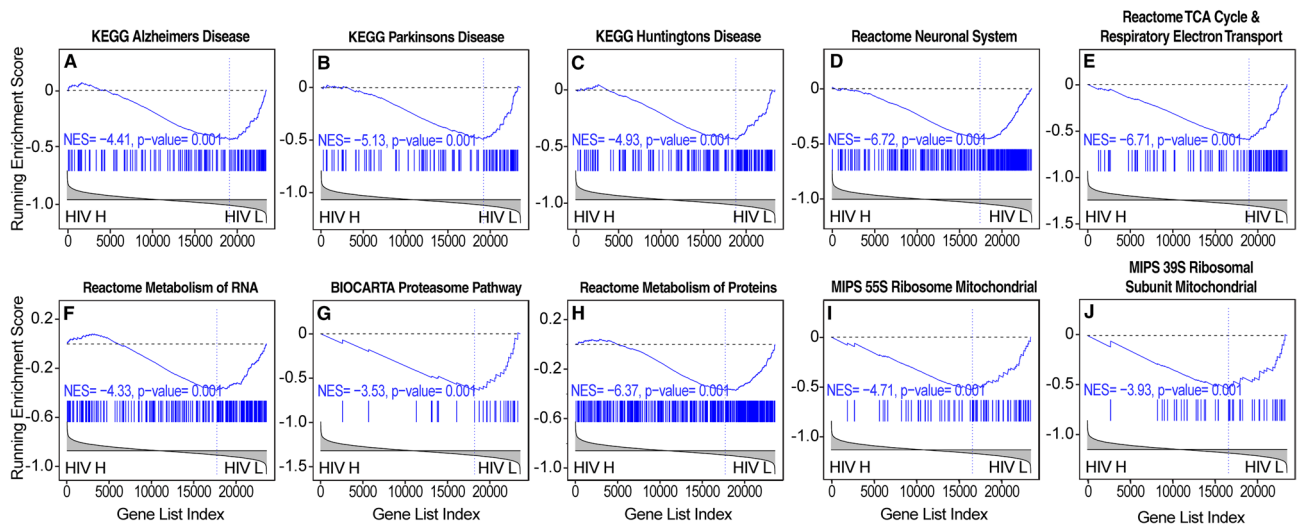 KEGG Alzheimers Disease
A
Running Enrichment Score
0
-0.5
-1.0
NES= −4.41, p−value= 0.001
HIV H
HIV L
0 5000 10000 15000 20000
KEGG Parkinsons Disease
B
0
-0.5
-1.0
NES= −5.13, p−value= 0.001
HIV H
HIV L
0 5000 10000 15000 20000
KEGG Huntingtons Disease
C
0
-0.5
-1.0
NES= −4.93, p−value= 0.001
HIV H
HIV L
0 5000 10000 15000 20000
Reactome Neuronal System
D
0
-0.5
-1.0
NES= −6.72, p−value= 0.001
HIV H
HIV L
0 5000 10000 15000 20000
Reactome TCA Cycle &
Respiratory Electron Transport
E
0
-0.5
-1.0
-1.5
NES= −6.71, p−value= 0.001
HIV H
HIV L
0 5000 10000 15000 20000
Reactome Metabolism of RNA
F
Running Enrichment Score
0.2
-0.2
-0.6
-1.0
NES= −4.33, p−value= 0.001
HIV H
HIV L
0 5000 10000 15000 20000
Gene List Index
BIOCARTA Proteasome Pathway
G
0
-0.5
-1.0
-1.5
NES= −3.53, p−value= 0.001
HIV H
HIV L
0 5000 10000 15000 20000
Gene List Index
Reactome Metabolism of Proteins
H
0.2
-0.2
-0.6
-1.0
NES= −6.37, p−value= 0.001
HIV H
HIV L
0 5000 10000 15000 20000
Gene List Index
MIPS 55S Ribosome Mitochondrial
I
0
-0.5
-1.0
NES= −4.71, p−value= 0.001
HIV H
HIV L
0 5000 10000 15000 20000
Gene List Index
MIPS 39S Ribosomal
Subunit Mitochondrial
J
0
-0.5
-1.0
NES= −3.93, p−value= 0.001
HIV H
HIV L
0 5000 10000 15000 20000
Gene List Index